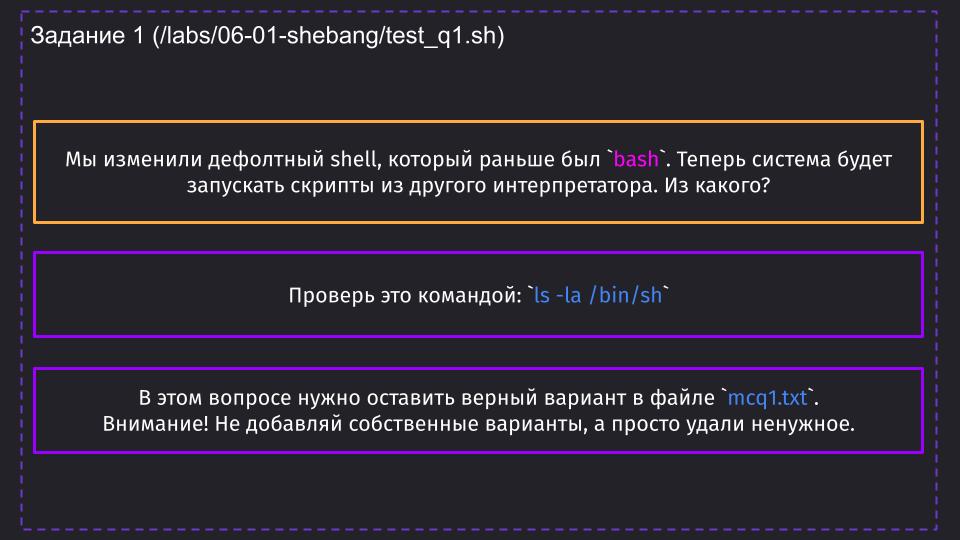 Задание 1 (/labs/06-01-shebang/test_q1.sh)
Мы изменили дефолтный shell, который раньше был `bash`. Теперь система будет
запускать скрипты из другого интерпретатора. Из какого?
Проверь это командой: `ls -la /bin/sh`
В этом вопросе нужно оставить верный вариант в файле `mcq1.txt`.
Внимание! Не добавляй собственные варианты, а просто удали ненужное.